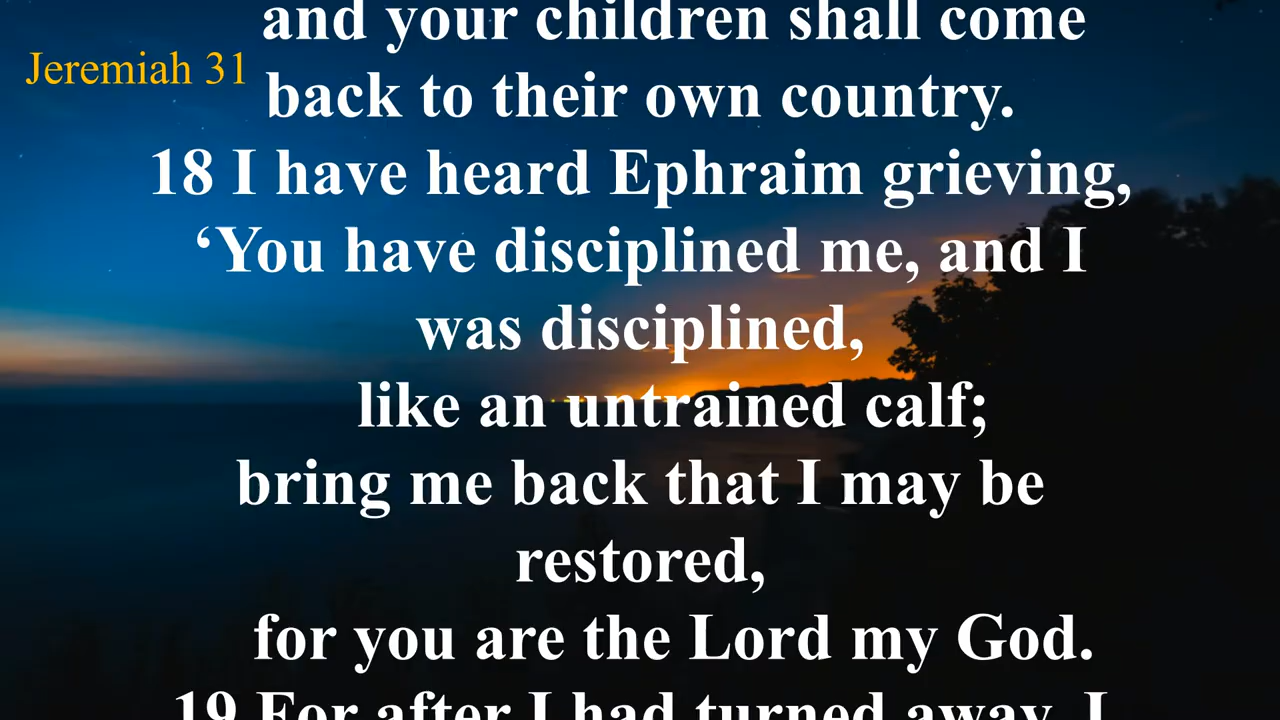 and your children shall come
Jeremiah 31
back to their own country.
18 I have heard Ephraim grieving,
‘You have disciplined me, and I
was disciplined,
like an untrained calf;
bring me back that I may be
restored,
for you are the Lord my God.
19 For after I had turned away, I